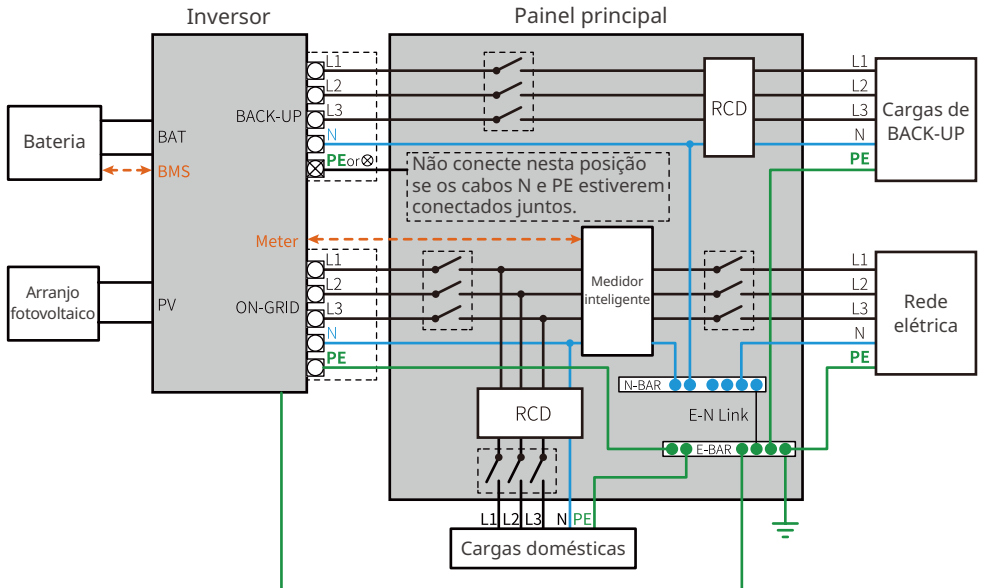 Inversor
Painel principal
L1
L2
L3
N
PEor⊗
BACK-UP
BAT
BMS
Bateria
RCD
L1
L2
L3
N
PE
Cargas de
BACK-UP
Não conecte nesta posição
se os cabos N e PE estiverem
conectados juntos.
Meter
L1
L2
L3
N
PE
ON-GRID
PV
Arranjo
fotovoltaico
Medidor
inteligente
L1
L2
L3
N
PE
Rede
elétrica
N-BAR
E-N Link
E-BAR
RCD
L1 L2 L3 N PE
Cargas domésticas